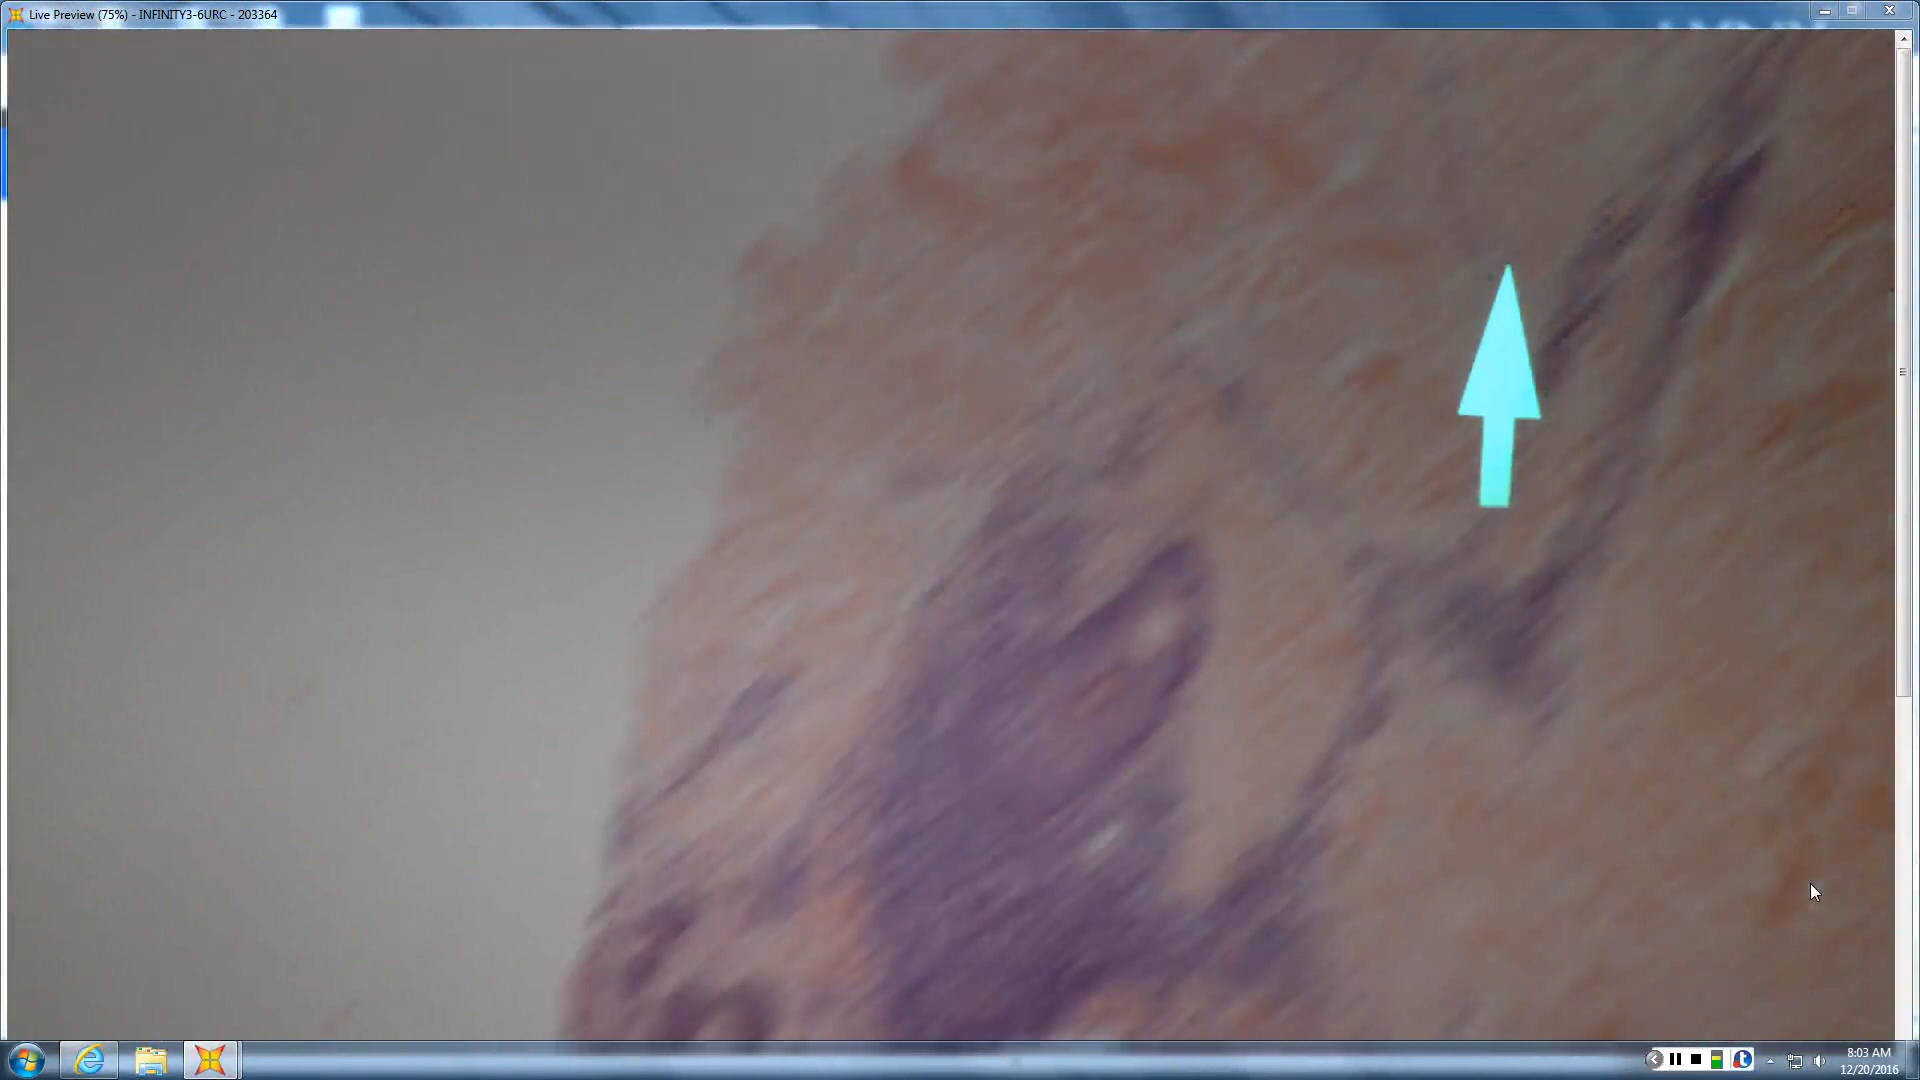 Live Preview (75%) - INFINITY3-6URC - 203364
8:03 AM
12/20/2016